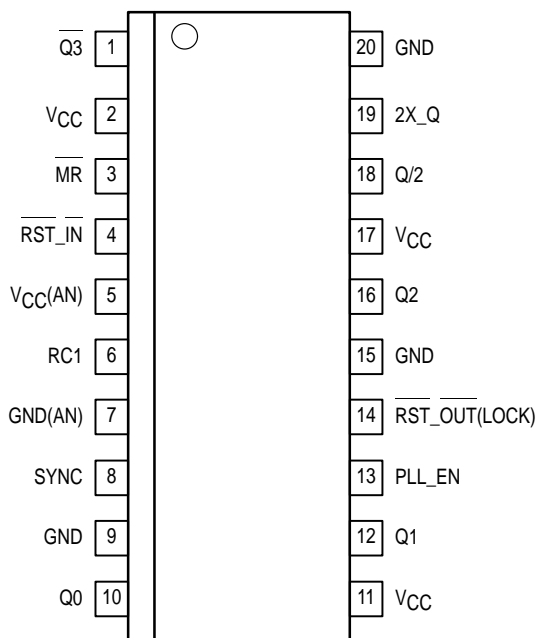 Q3 1 20 GND
VCC 2 19 2X_Q
MR 3 18 Q/2
RST_IN 4 17 VCC
VCC(AN) 5 16 Q2
RC1 6 15 GND
GND(AN) 7 14 RST_OUT(LOCK)
SYNC 8 13 PLL_EN
GND 9 12 Q1
Q0 10 11 VCC